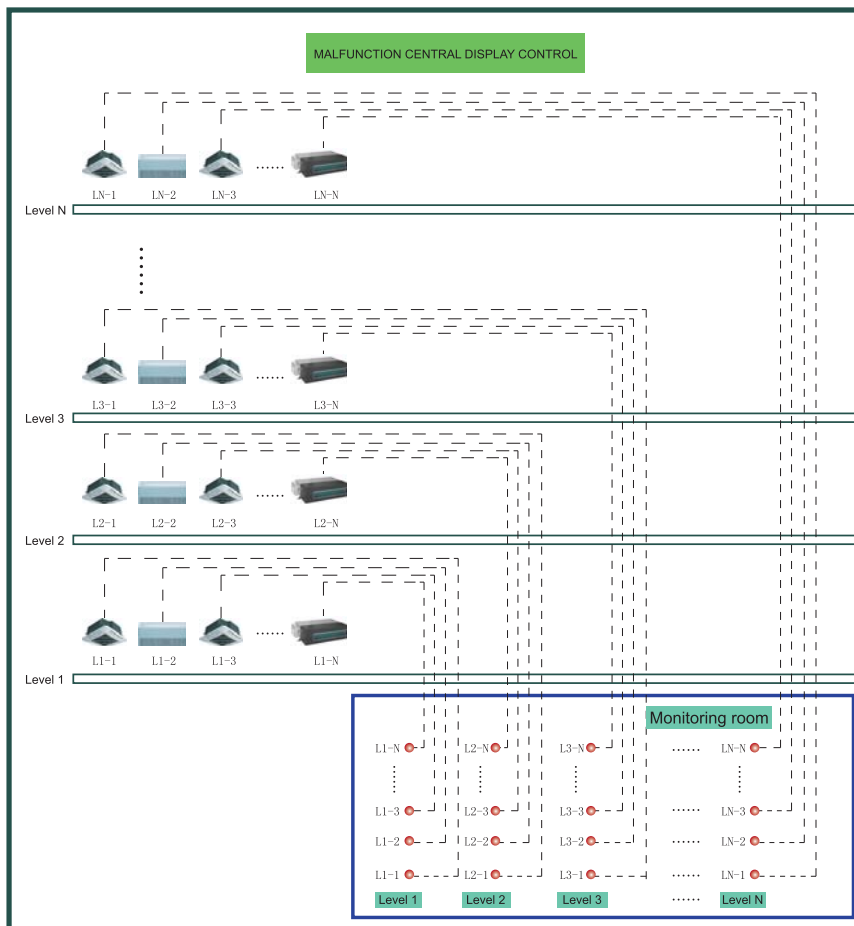 MALFUNCTION CENTRAL DISPLAY CONTROL
LN-1 LN-2 LN-3 ...... LN-N
Level N
......
L3-1 L3-2 L3-3 ...... L3-N
Level 3
L2-1 L2-2 L2-3 ...... L2-N
Level 2
L1-1 L1-2 L1-3 ...... L1-N
Level 1
Monitoring room
L1-N L2-N L3-N ...... LN-N
...... ...... ...... ......
L1-3 L2-3 L3-3 ...... LN-3
L1-2 L2-2 L3-2 ...... LN-2
L1-1 L2-1 L3-1 ...... LN-1
Level 1 Level 2 Level 3 ...... Level N